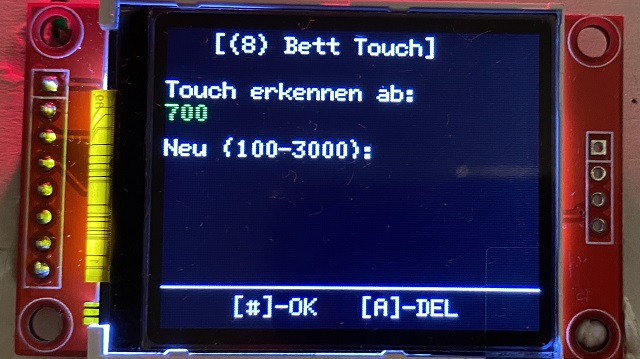 [(8) Bett Touch]
Touch erkennen ab:
700
Neu (100-3000):
[#]-OK [A]-DEL